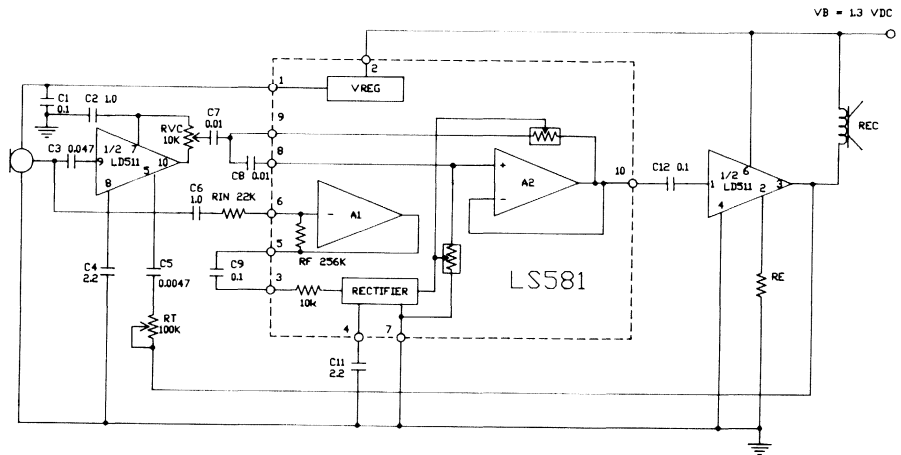 VB = 1.3 VDC
2
1
VREG
C1
0.1
C2 1.0
RVC
10K
C7
0.01
9
REC
C3 0.047
9
1/2
LD511
7
10
8
5
C8 0.01
8
+
-
A2
10
C12 0.1
1
1/2
LD511
6
2
3
4
C6
1.0
RIN 22K
6
-
A1
5
RF 256K
C4
2.2
C5
0.0047
C9
0.1
3
10k
RECTIFIER
LS581
RE
RT
100K
4
7
C11
2.2